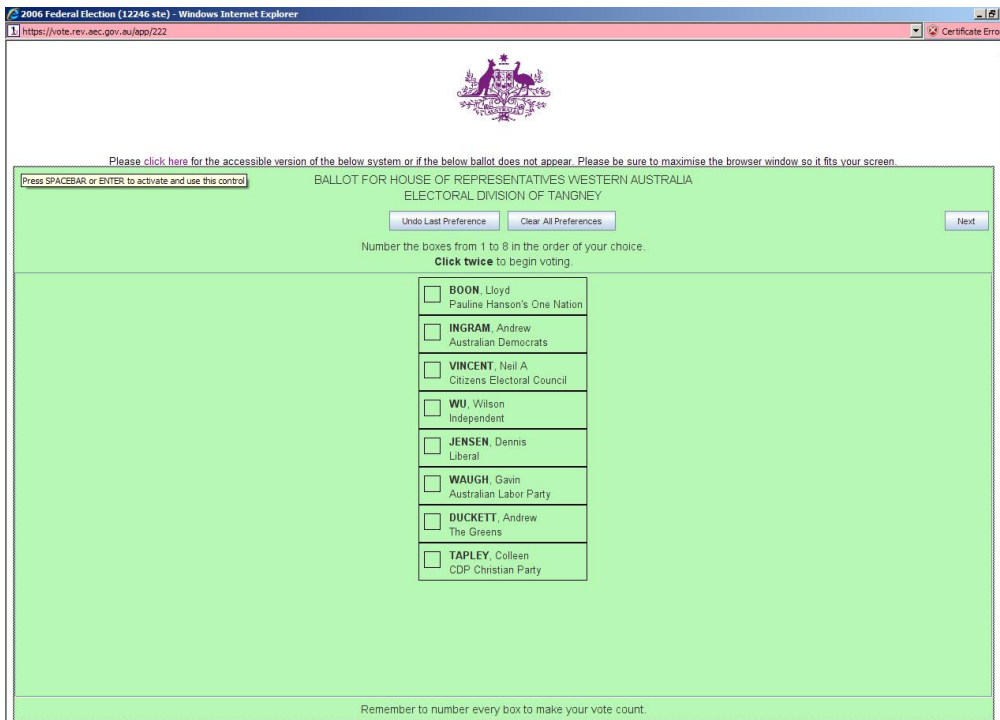 2006 Federal Election (12246 ste) - Windows Internet Explorer
https://vote.rev.aec.gov.au/app/222
Certificate Erro
AUSTRALIA
Please click here for the accessible version of the below system or if the below ballot does not appear. Please be sure to maximise the browser window so it fits your screen.
Press SPACEBAR or ENTER to activate and use this control
BALLOT FOR HOUSE OF REPRESENTATIVES WESTERN AUSTRALIA
ELECTORAL DIVISION OF TANGNEY
Undo Last Preference Clear All Preferences Next
Number the boxes from 1 to 8 in the order of your choice.
Click twice to begin voting.
BOON, Lloyd
Pauline Hanson's One Nation
INGRAM, Andrew
Australian Democrats
VINCENT, Neil A
Citizens Electoral Council
WU, Wilson
Independent
JENSEN, Dennis
Liberal
WAUGH, Gavin
Australian Labor Party
DUCKETT, Andrew
The Greens
TAPLEY, Colleen
CDP Christian Party
Remember to number every box to make your vote count.